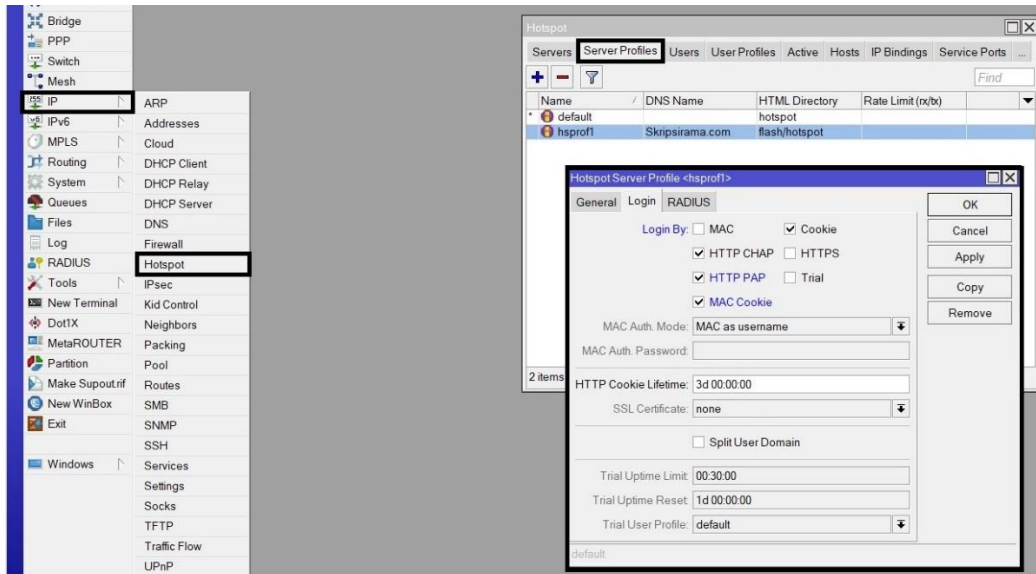 Bridge
PPP
Switch
Mesh
IP
IPv6
MPLS
Routing
System
Queues
Files
Log
RADIUS
Tools
New Terminal
Dot1X
MetaROUTER
Partition
Make Supout.rif
New WinBox
Exit
Windows
ARP
Addresses
Cloud
DHCP Client
DHCP Relay
DHCP Server
DNS
Firewall
Hotspot
IPsec
Kid Control
Neighbors
Packing
Pool
Routes
SMB
SNMP
SSH
Services
Settings
Socks
TFTP
Traffic Flow
UPnP
Hotspot
Servers Server Profiles Users User Profiles Active Hosts IP Bindings Service Ports ...
Find
Name / DNS Name HTML Directory Rate Limit (rx/tx)
* default hotspot
hsprof1 Skripsirama.com flash/hotspot
2 items
Hotspot Server Profile <hsprof1>
General Login RADIUS
Login By: MAC Cookie
HTTP CHAP HTTPS
HTTP PAP Trial
MAC Cookie
MAC Auth. Mode: MAC as username
MAC Auth. Password:
HTTP Cookie Lifetime: 3d 00:00:00
SSL Certificate: none
Split User Domain
Trial Uptime Limit: 00:30:00
Trial Uptime Reset: 1d 00:00:00
Trial User Profile: default
default
OK
Cancel
Apply
Copy
Remove